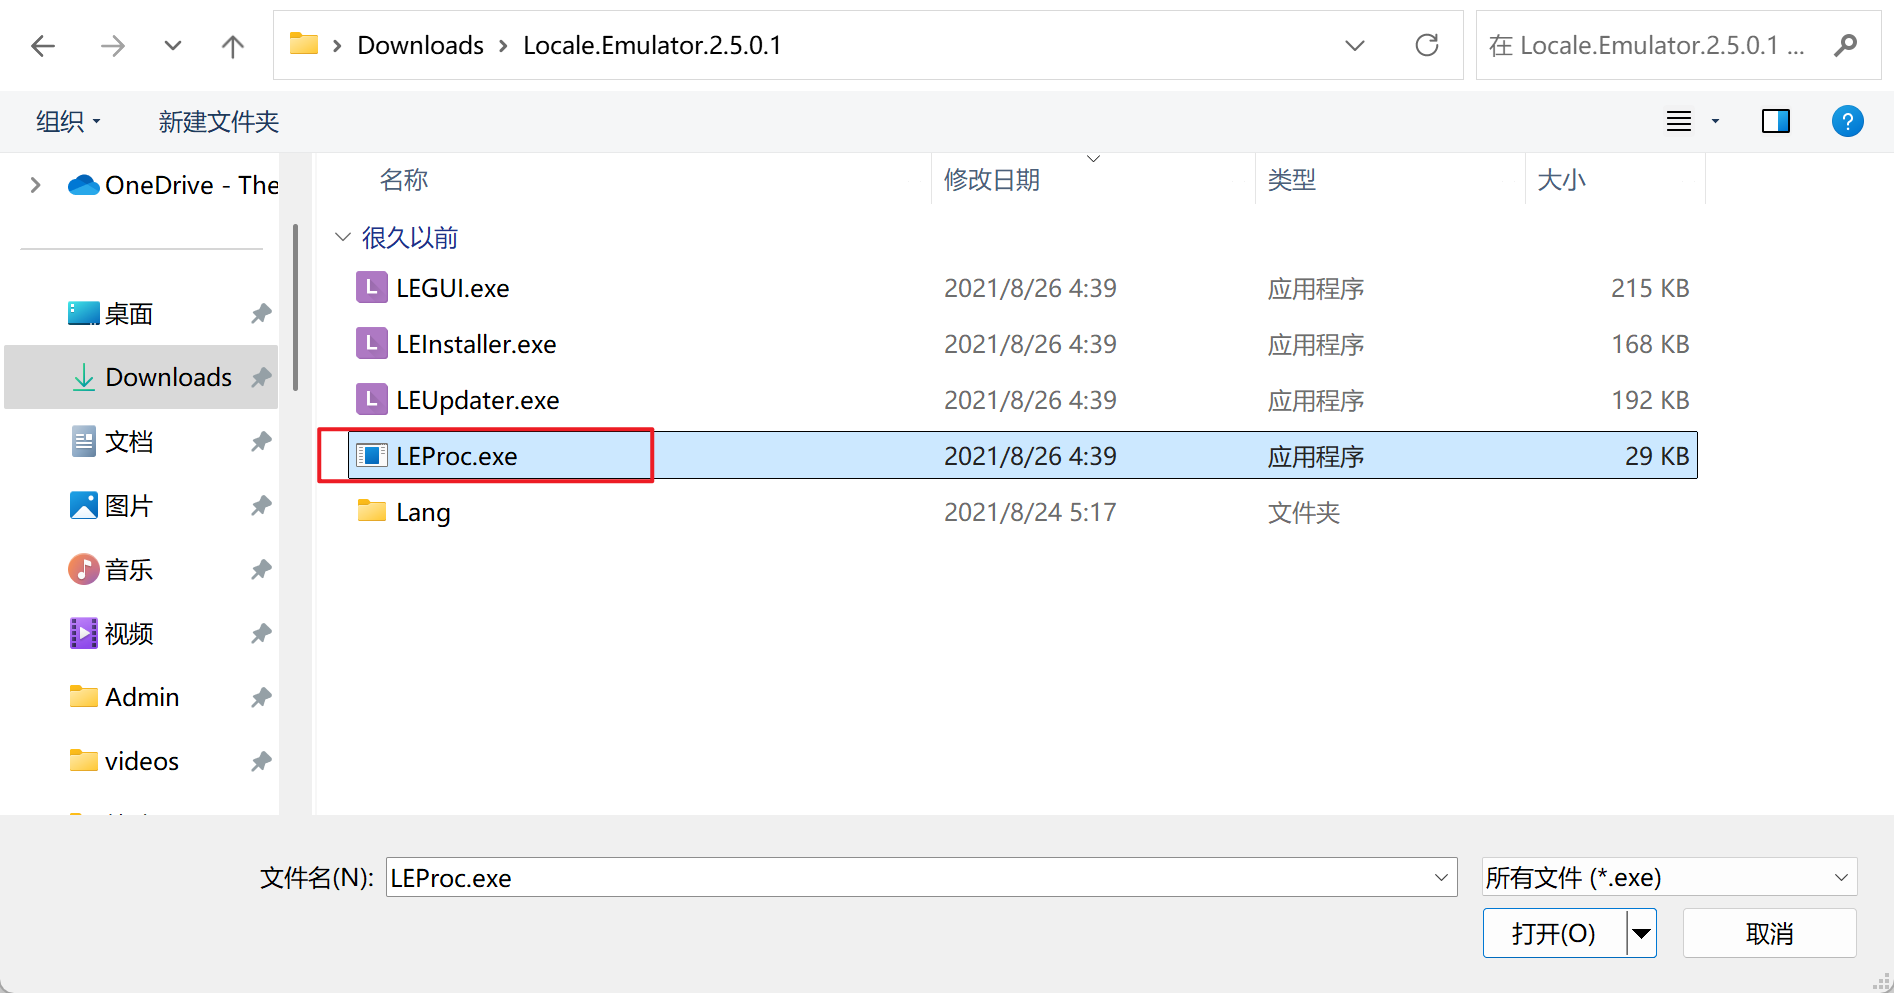 Downloads > Locale.Emulator.2.5.0.1
在 Locale.Emulator.2.5.0.1 ...
组织
新建文件夹
?
OneDrive - The
桌面
Downloads
文档
图片
音乐
视频
Admin
videos
名称 修改日期 类型 大小
很久以前
LEGUI.exe 2021/8/26 4:39 应用程序 215 KB
LEInstaller.exe 2021/8/26 4:39 应用程序 168 KB
LEUpdater.exe 2021/8/26 4:39 应用程序 192 KB
LEProc.exe 2021/8/26 4:39 应用程序 29 KB
Lang 2021/8/24 5:17 文件夹
文件名(N): LEProc.exe
所有文件 (*.exe)
打开(O) 取消